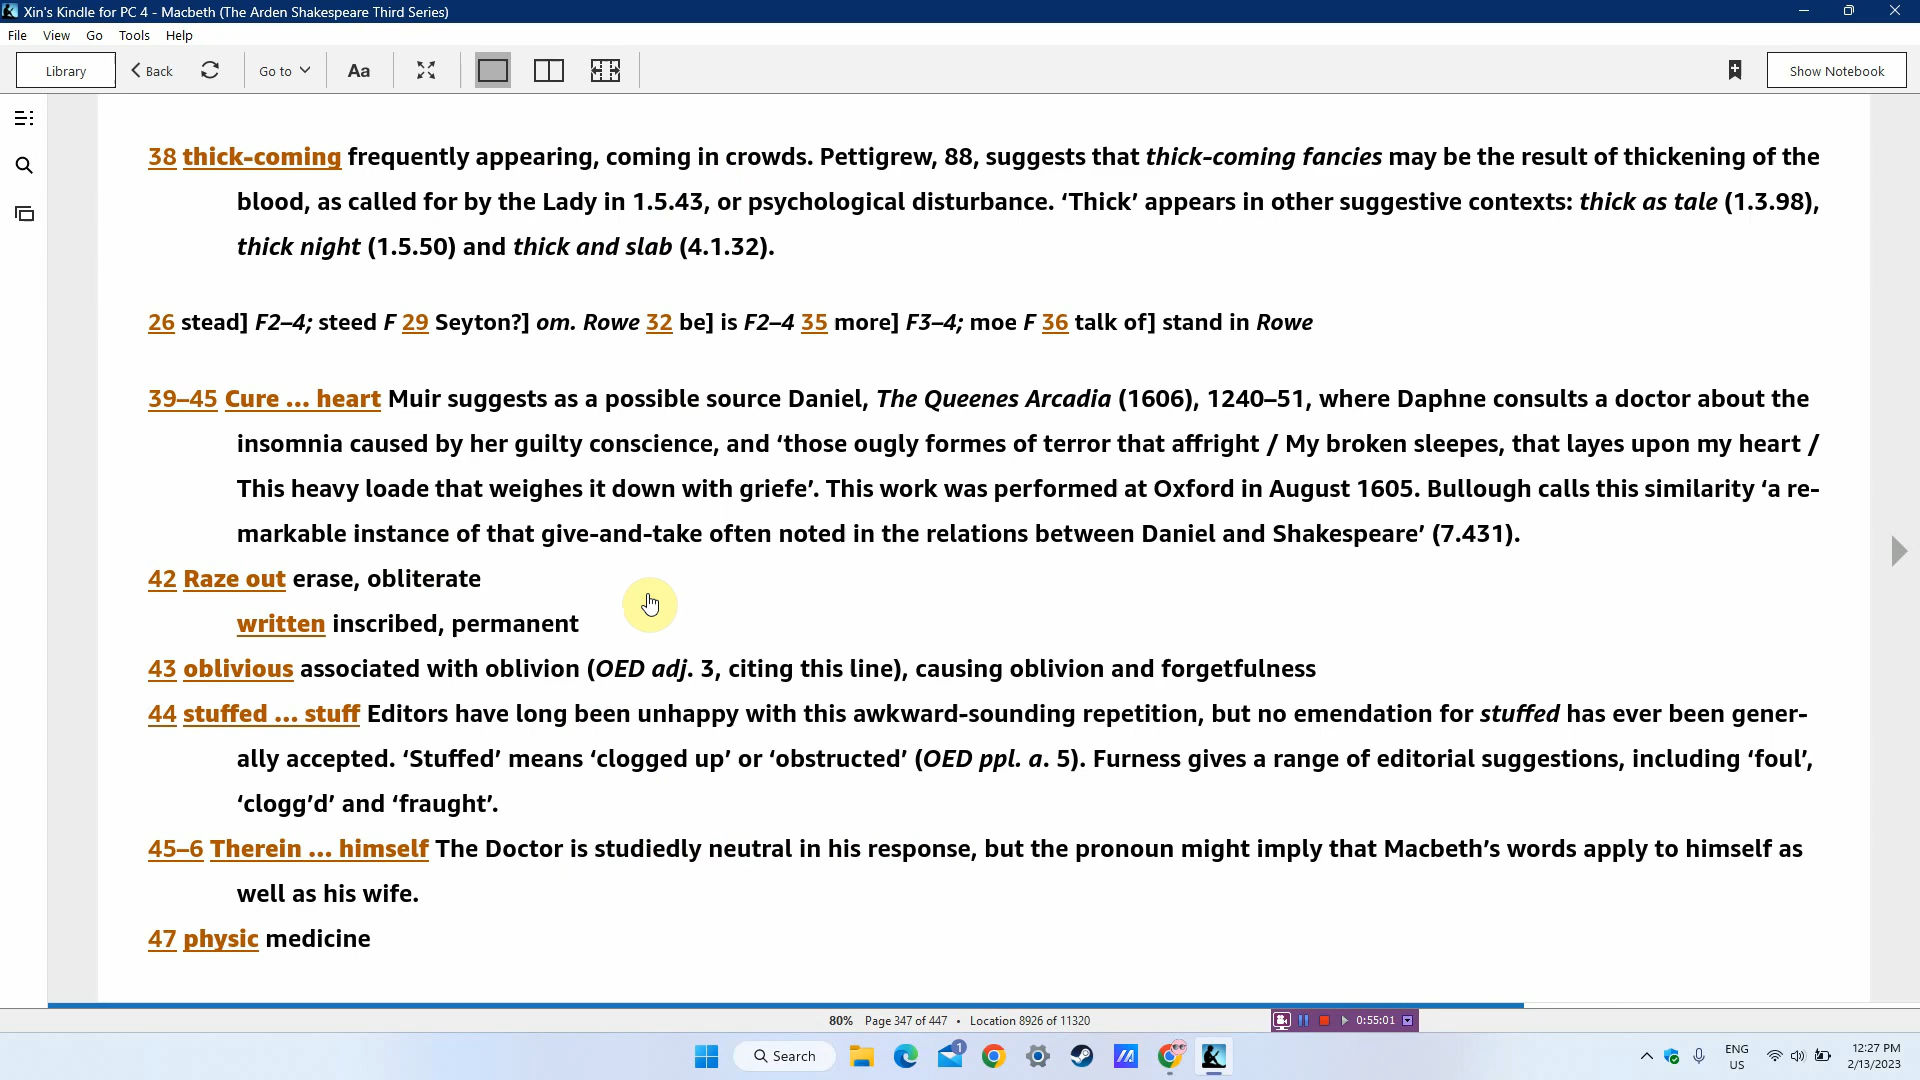 Xin's Kindle for PC 4 - Macbeth (The Arden Shakespeare Third Series)
File View Go Tools Help
Library Back Go to Aa Show Notebook
38 thick-coming frequently appearing, coming in crowds. Pettigrew, 88, suggests that thick-coming fancies may be the result of thickening of the
blood, as called for by the Lady in 1.5.43, or psychological disturbance. ‘Thick’ appears in other suggestive contexts: thick as tale (1.3.98),
thick night (1.5.50) and thick and slab (4.1.32).
26 stead] F2–4; steed F 29 Seyton?] om. Rowe 32 be] is F2–4 35 more] F3–4; moe F 36 talk of] stand in Rowe
39–45 Cure ... heart Muir suggests as a possible source Daniel, The Queenes Arcadia (1606), 1240–51, where Daphne consults a doctor about the
insomnia caused by her guilty conscience, and ‘those ougly formes of terror that affright / My broken sleepes, that layes upon my heart /
This heavy loade that weighes it down with griefe’. This work was performed at Oxford in August 1605. Bullough calls this similarity ‘a re-
markable instance of that give-and-take often noted in the relations between Daniel and Shakespeare’ (7.431).
42 Raze out erase, obliterate
written inscribed, permanent
43 oblivious associated with oblivion (OED adj. 3, citing this line), causing oblivion and forgetfulness
44 stuffed ... stuff Editors have long been unhappy with this awkward-sounding repetition, but no emendation for stuffed has ever been gener-
ally accepted. ‘Stuffed’ means ‘clogged up’ or ‘obstructed’ (OED ppl. a. 5). Furness gives a range of editorial suggestions, including ‘foul’,
‘clogg’d’ and ‘fraught’.
45–6 Therein ... himself The Doctor is studiedly neutral in his response, but the pronoun might imply that Macbeth’s words apply to himself as
well as his wife.
47 physic medicine
80% Page 347 of 447 • Location 8926 of 11320
0:55:01
Search 1 ENG 12:27 PM
US 2/13/2023